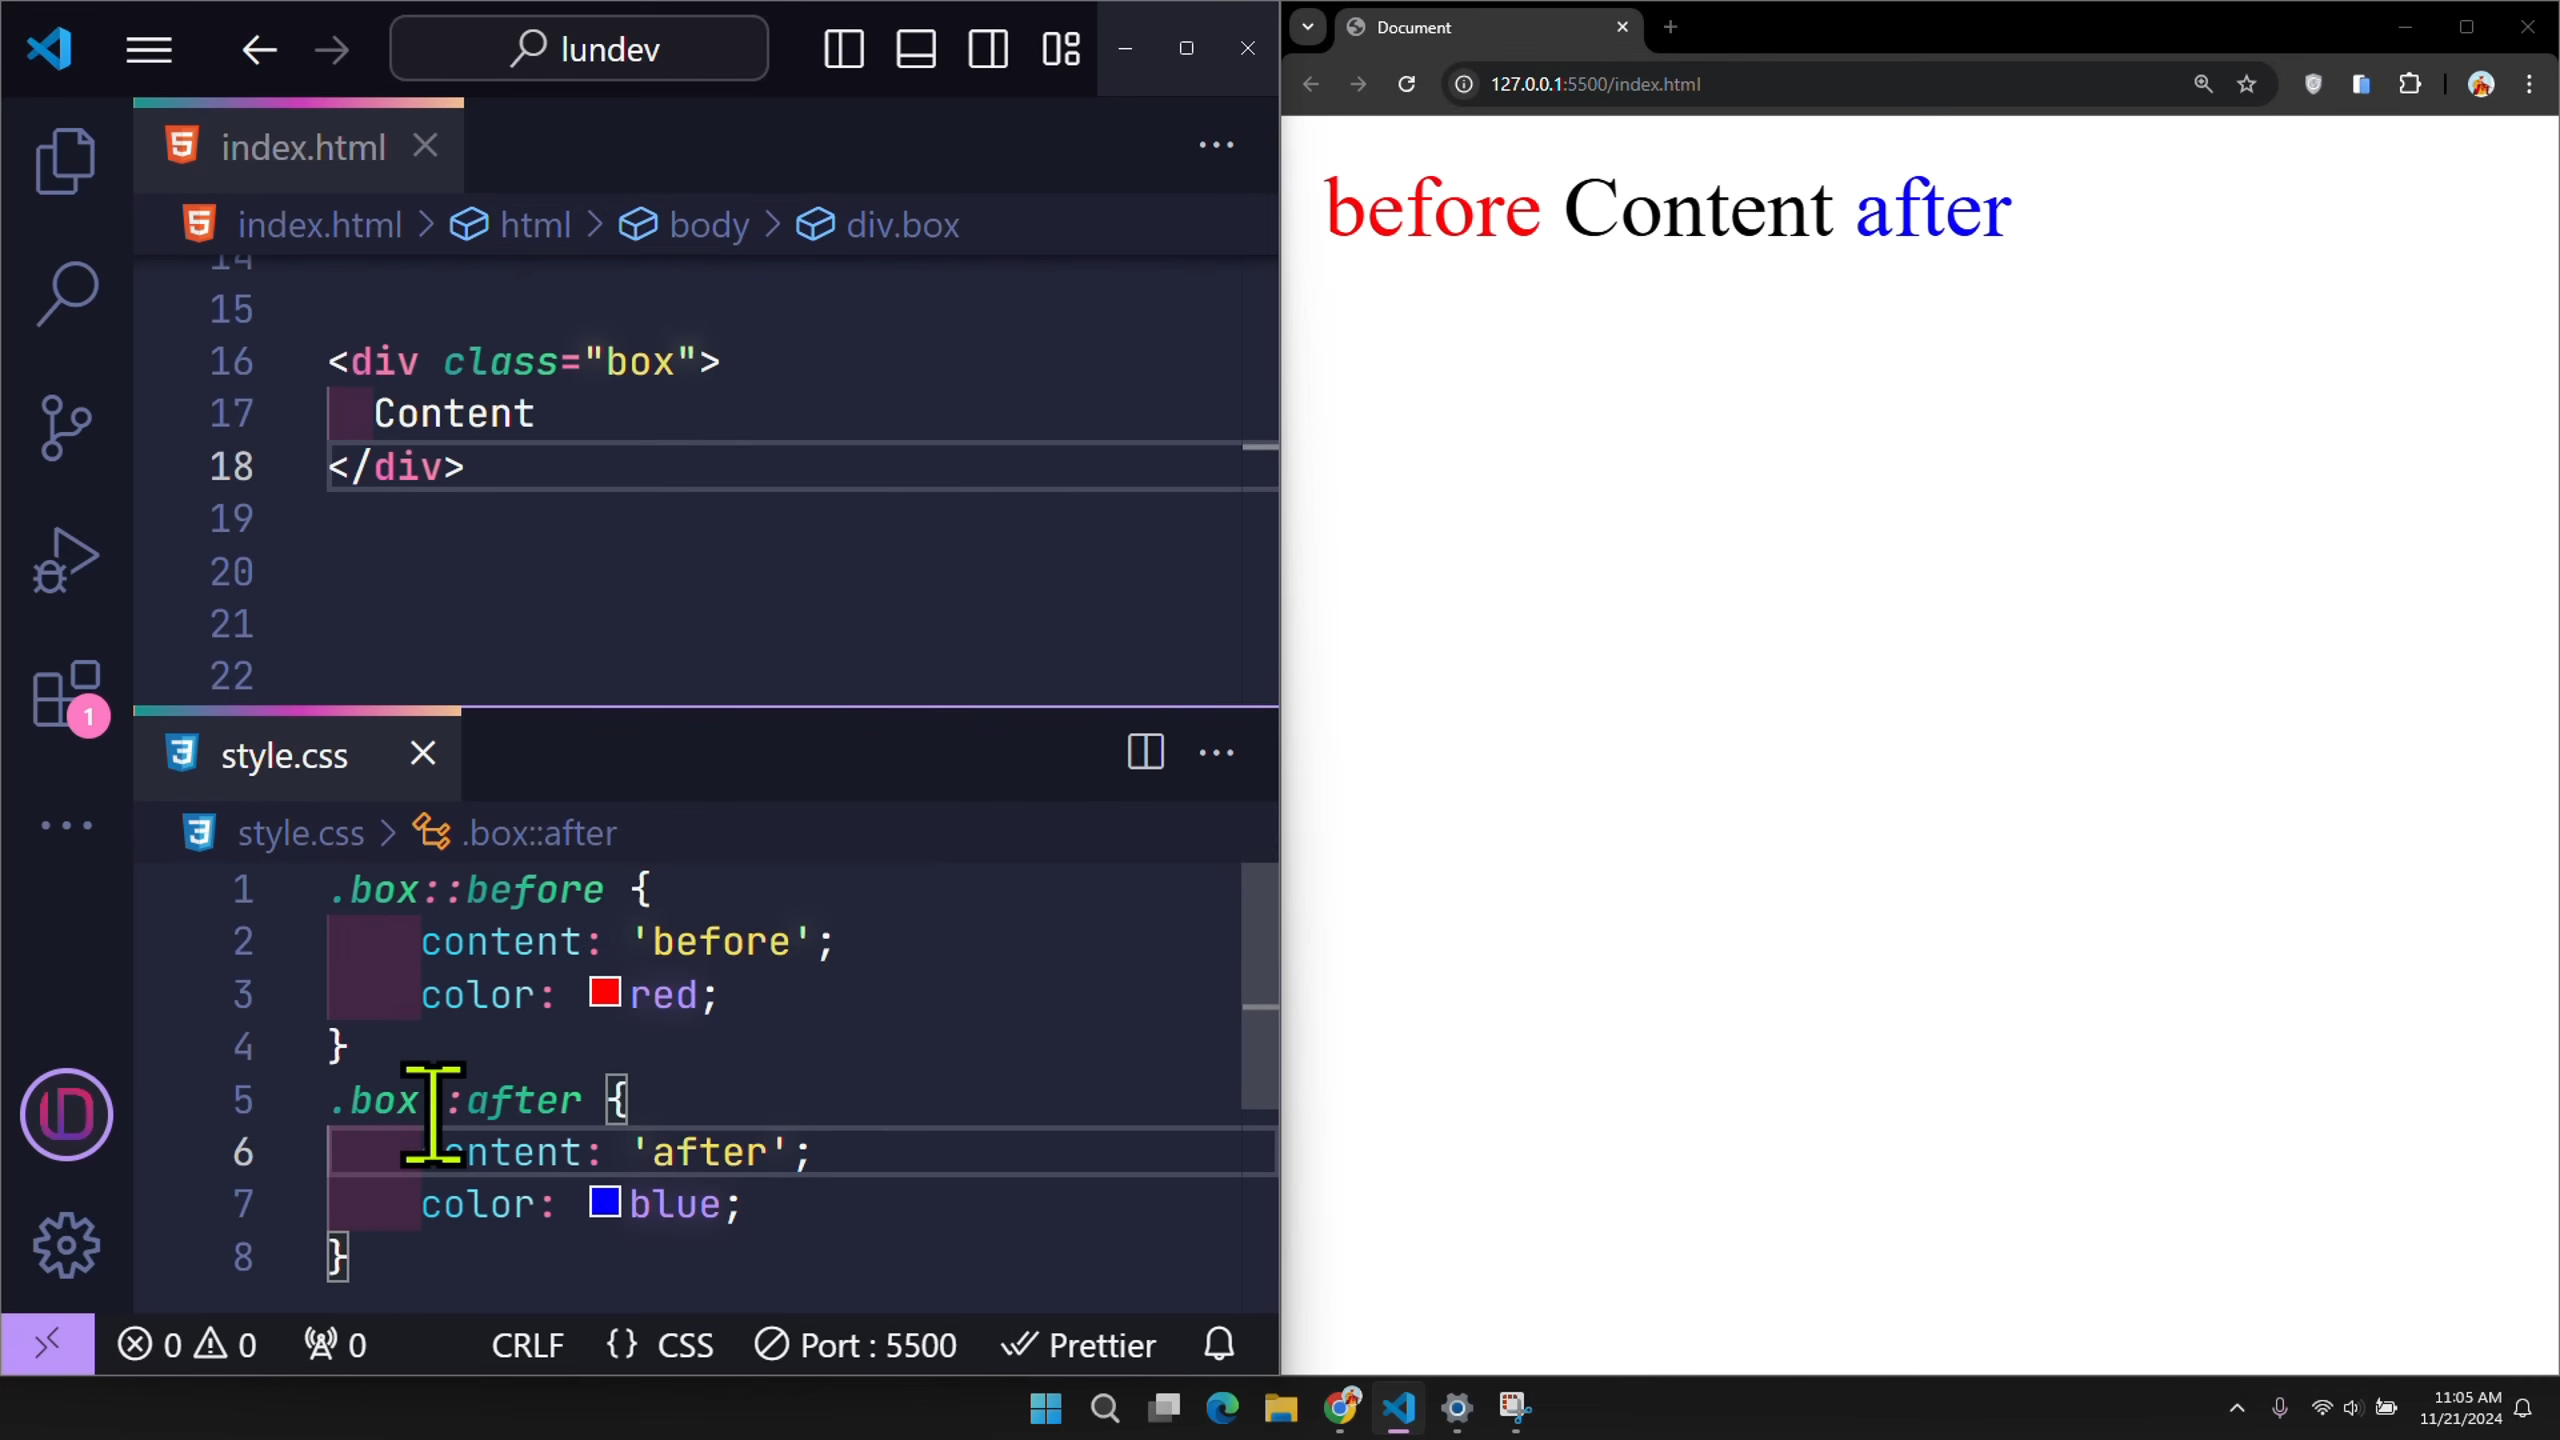 lundev
index.html
index.html > html > body > div.box
14
15
16 <div class="box">
17 Content
18 </div>
19
20
21
22
1
style.css
style.css > .box::after
1 .box::before {
2 content: 'before';
3 color: red;
4 }
5 .box::after {
6 content: 'after';
7 color: blue;
8 }
0 0 0 CRLF {} CSS Port : 5500 Prettier
Document
127.0.0.1:5500/index.html
before Content after
11:05 AM
11/21/2024